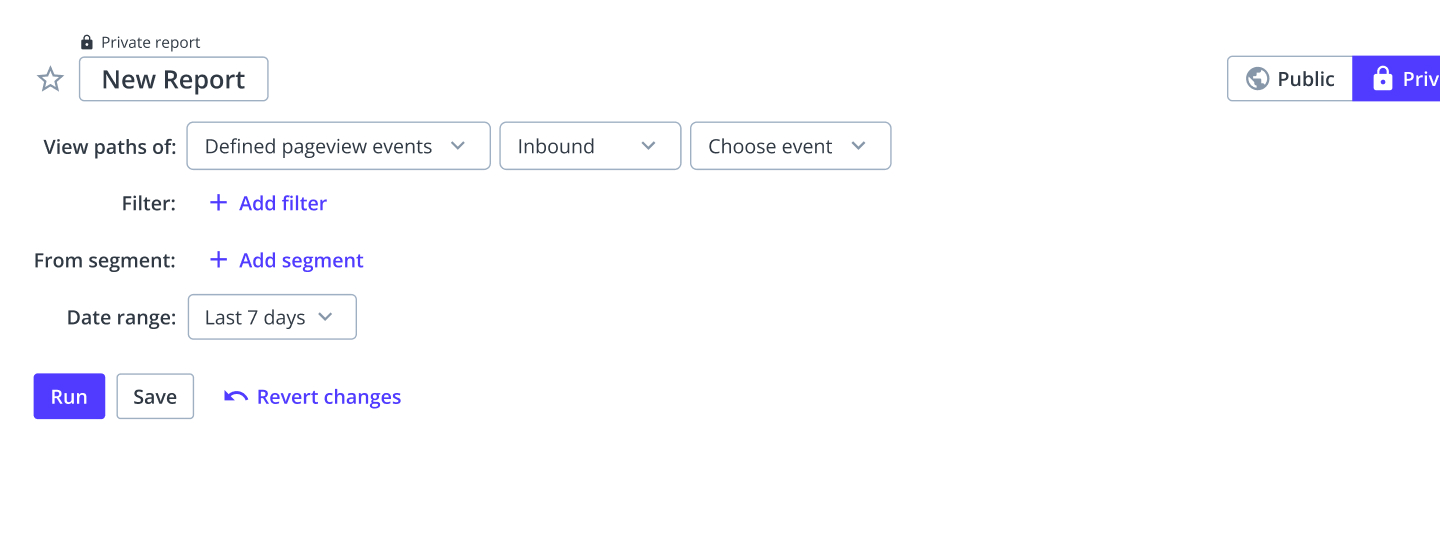 Private report
New Report
Public
View paths of: Defined pageview events Inbound Choose event
Filter: + Add filter
From segment: + Add segment
Date range: Last 7 days
Run Save Revert changes